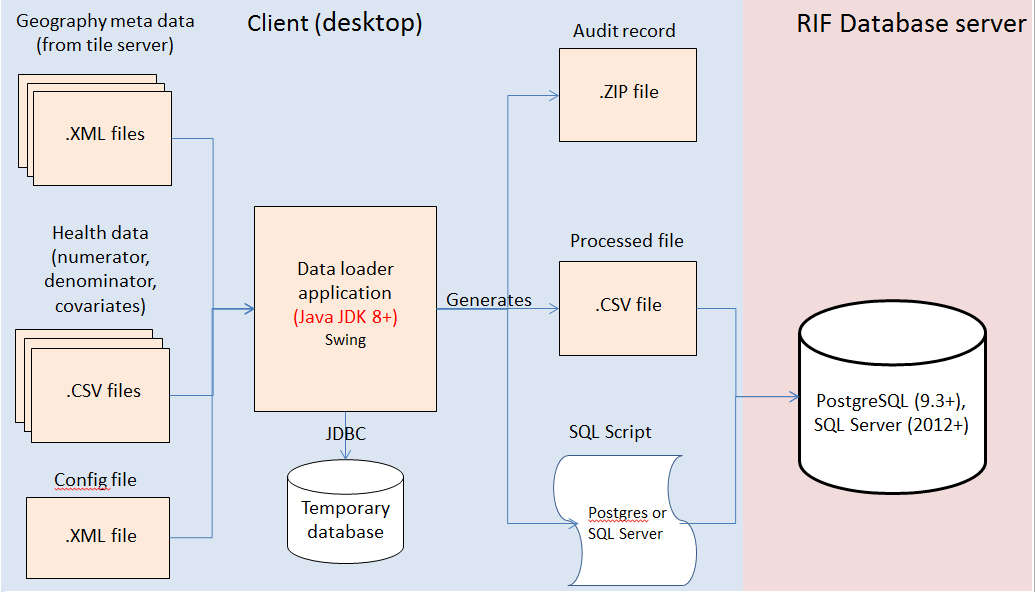 Geography meta data
(from tile server)
Client (desktop)
RIF Database server
.XML files
Health data
(numerator,
denominator,
covariates)
.CSV files
Config file
.XML file
Data loader
application
(Java JDK 8+)
Swing
JDBC
Temporary
database
Generates
Audit record
.ZIP file
Processed file
.CSV file
SQL Script
Postgres or
SQL Server
PostgreSQL (9.3+),
SQL Server (2012+)